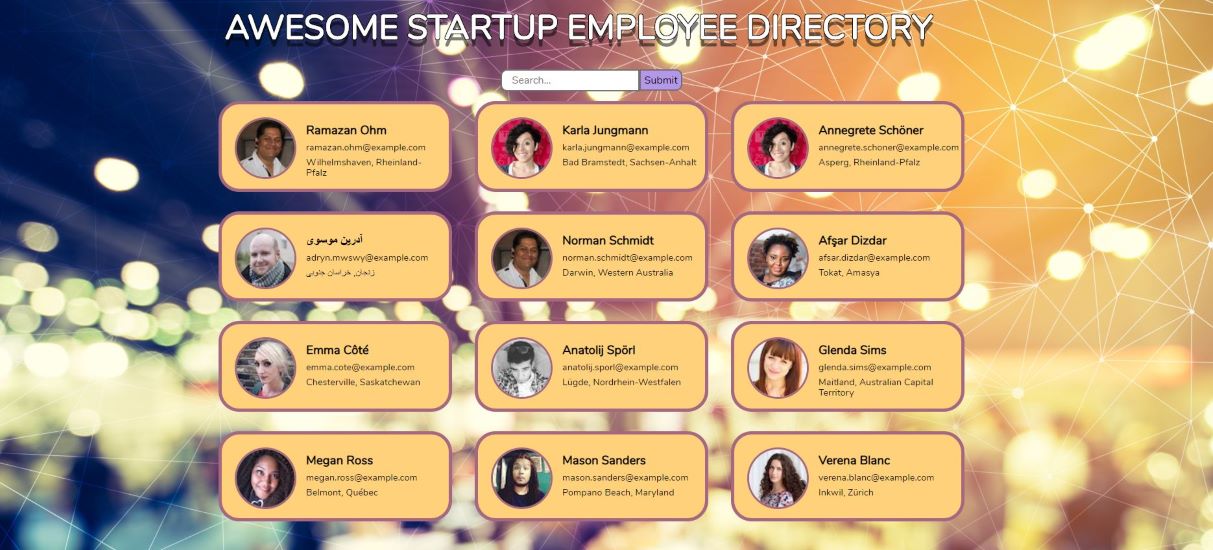 AWESOME STARTUP EMPLOYEE DIRECTORY
Search...
Submit
Ramazan Ohm
ramazan.ohm@example.com
Wilhelmshaven, Rheinland-
Pfalz
Karla Jungmann
karla.jungmann@example.com
Bad Bramstedt, Sachsen-Anhalt
Annegrete Schöner
annegrete.schoner@example.com
Asperg, Rheinland-Pfalz
آدرین موسوی
adryn.mwswy@example.com
زنجان, خراسان جنوبی
Norman Schmidt
norman.schmidt@example.com
Darwin, Western Australia
Afşar Dizdar
afsar.dizdar@example.com
Tokat, Amasya
Emma Côté
emma.cote@example.com
Chesterville, Saskatchewan
Anatolij Spörl
anatolij.sporl@example.com
Lügde, Nordrhein-Westfalen
Glenda Sims
glenda.sims@example.com
Maitland, Australian Capital
Territory
Megan Ross
megan.ross@example.com
Belmont, Québec
Mason Sanders
mason.sanders@example.com
Pompano Beach, Maryland
Verena Blanc
verena.blanc@example.com
Inkwil, Zürich